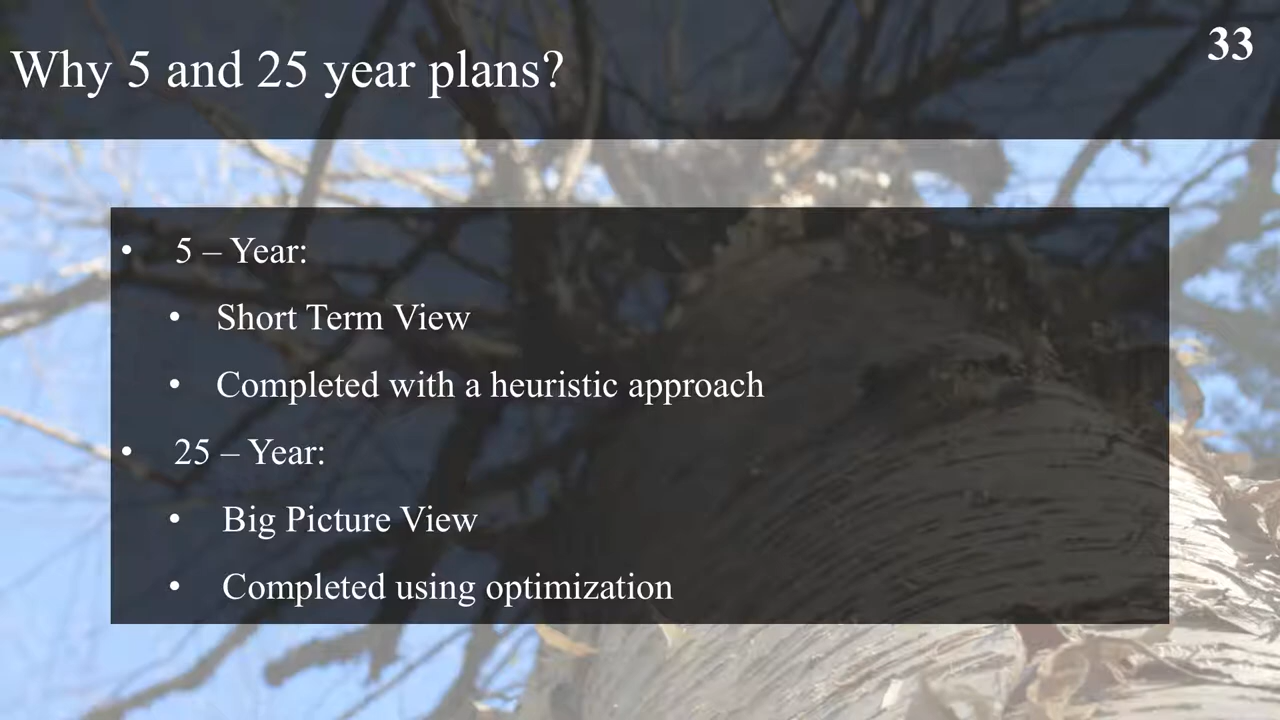 Why 5 and 25 year plans?
33
• 5 – Year:
• Short Term View
• Completed with a heuristic approach
• 25 – Year:
• Big Picture View
• Completed using optimization